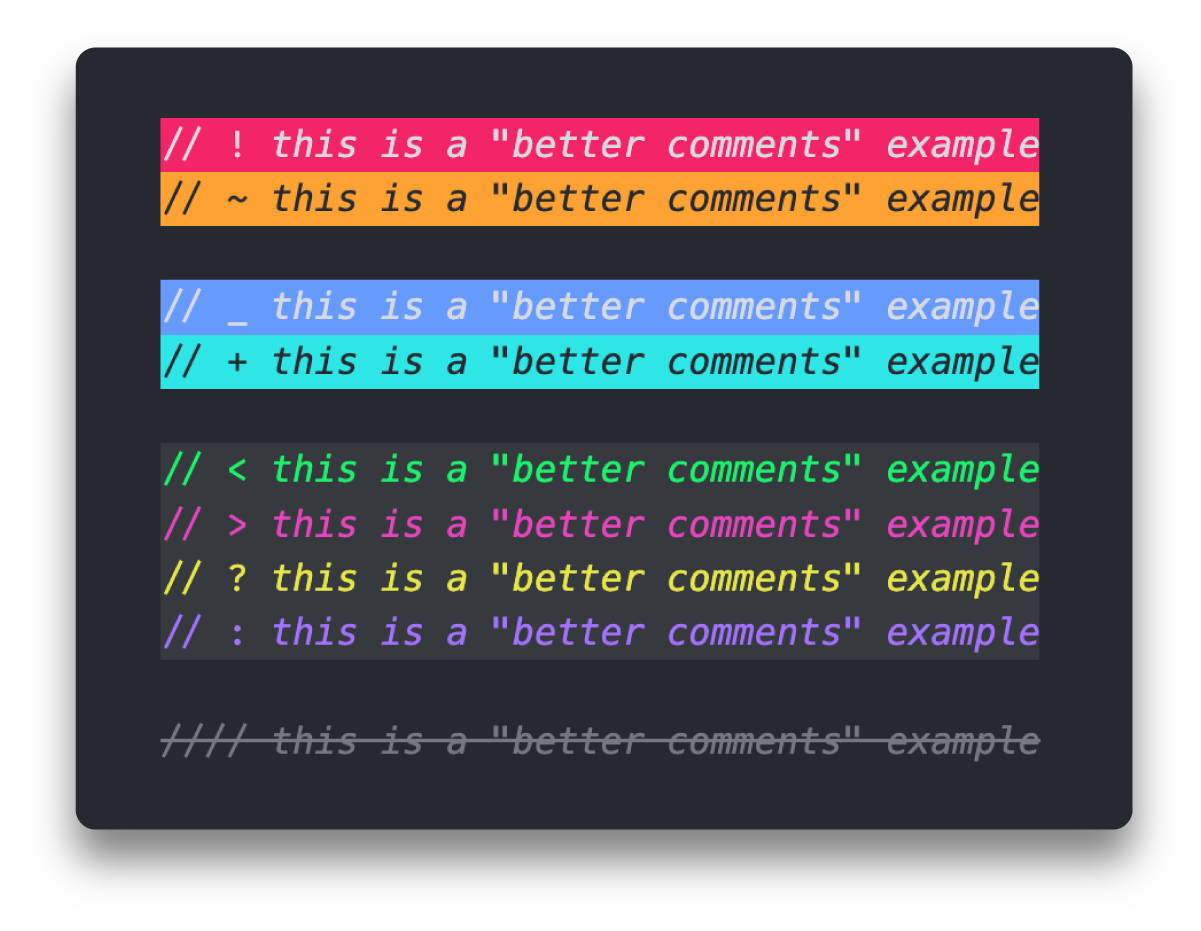 // ! this is a "better comments" example
// ~ this is a "better comments" example
// _ this is a "better comments" example
// + this is a "better comments" example
// < this is a "better comments" example
// > this is a "better comments" example
// ? this is a "better comments" example
// : this is a "better comments" example
//// this is a "better comments" example